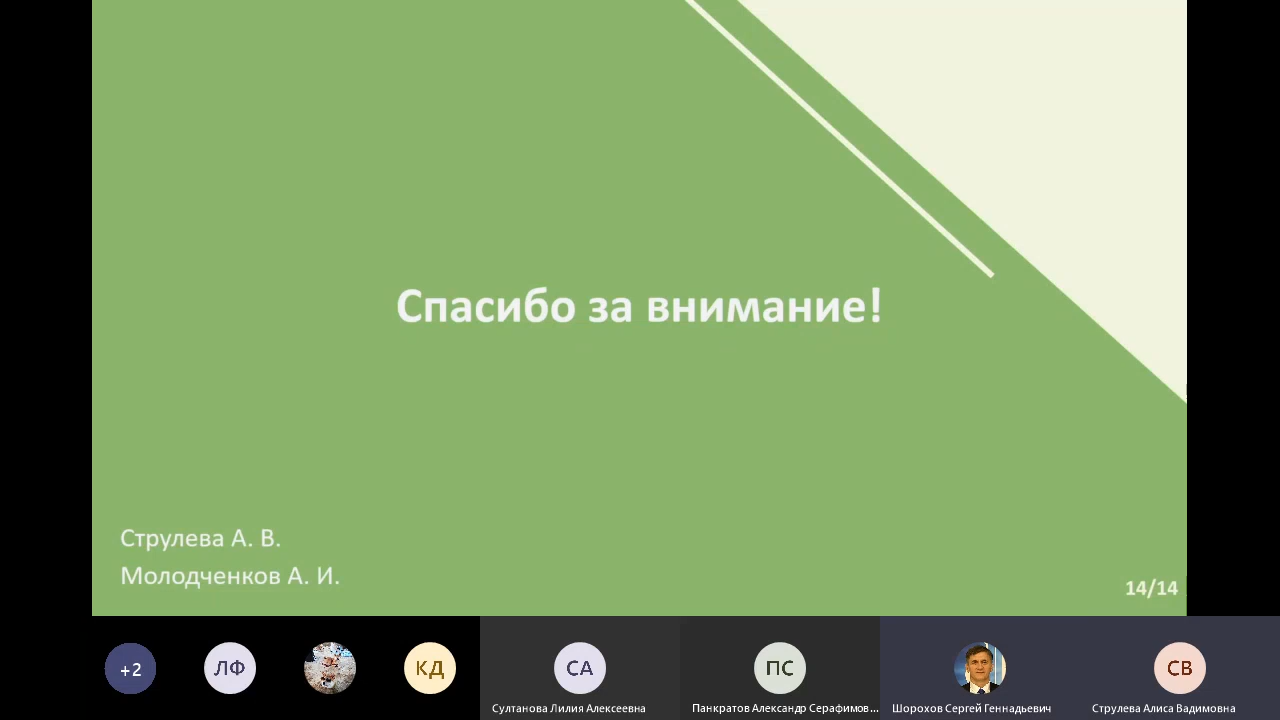 Спасибо за внимание!
Струлева А. В.
Молодченков А. И.
14/14
+2
ЛФ
КД
СА
ПС
СВ
Султанова Лилия Алексеевна
Панкратов Александр Серафимов...
Шорохов Сергей Геннадьевич
Струлева Алиса Вадимовна